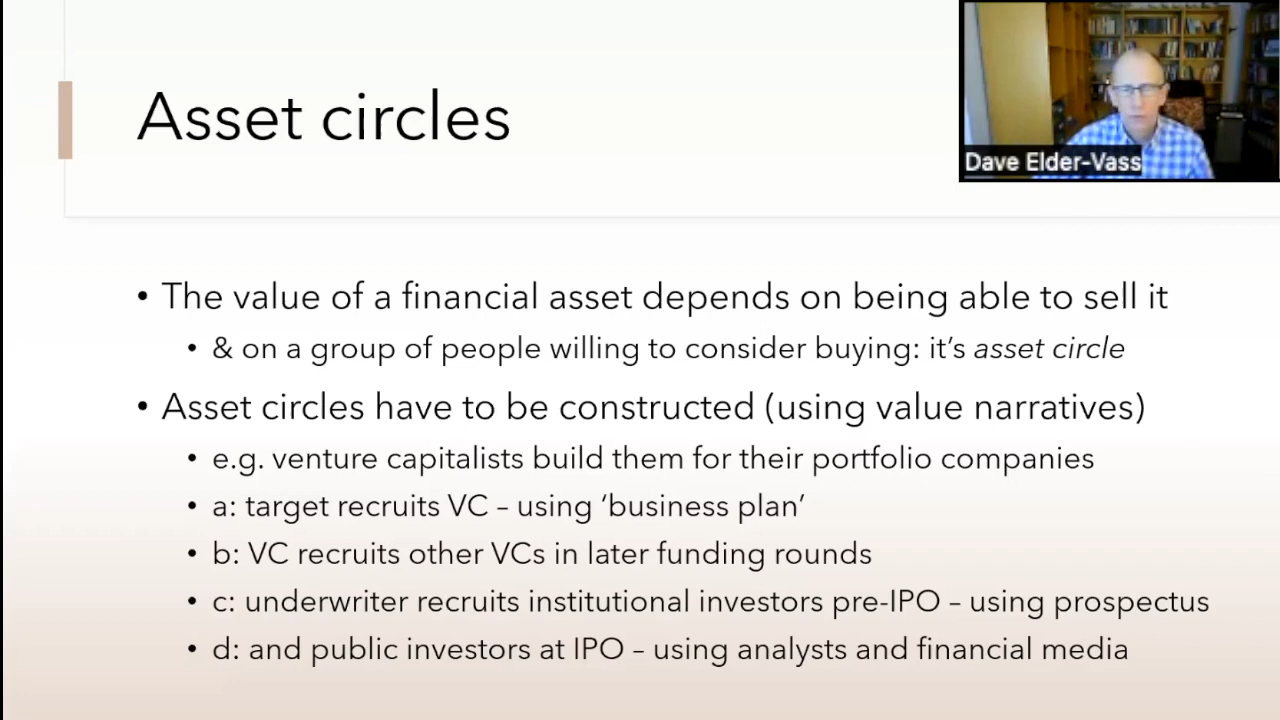 Asset circles
Dave Elder-Vass
• The value of a financial asset depends on being able to sell it
• & on a group of people willing to consider buying: it's asset circle
• Asset circles have to be constructed (using value narratives)
• e.g. venture capitalists build them for their portfolio companies
• a: target recruits VC – using ‘business plan’
• b: VC recruits other VCs in later funding rounds
• c: underwriter recruits institutional investors pre-IPO – using prospectus
• d: and public investors at IPO – using analysts and financial media